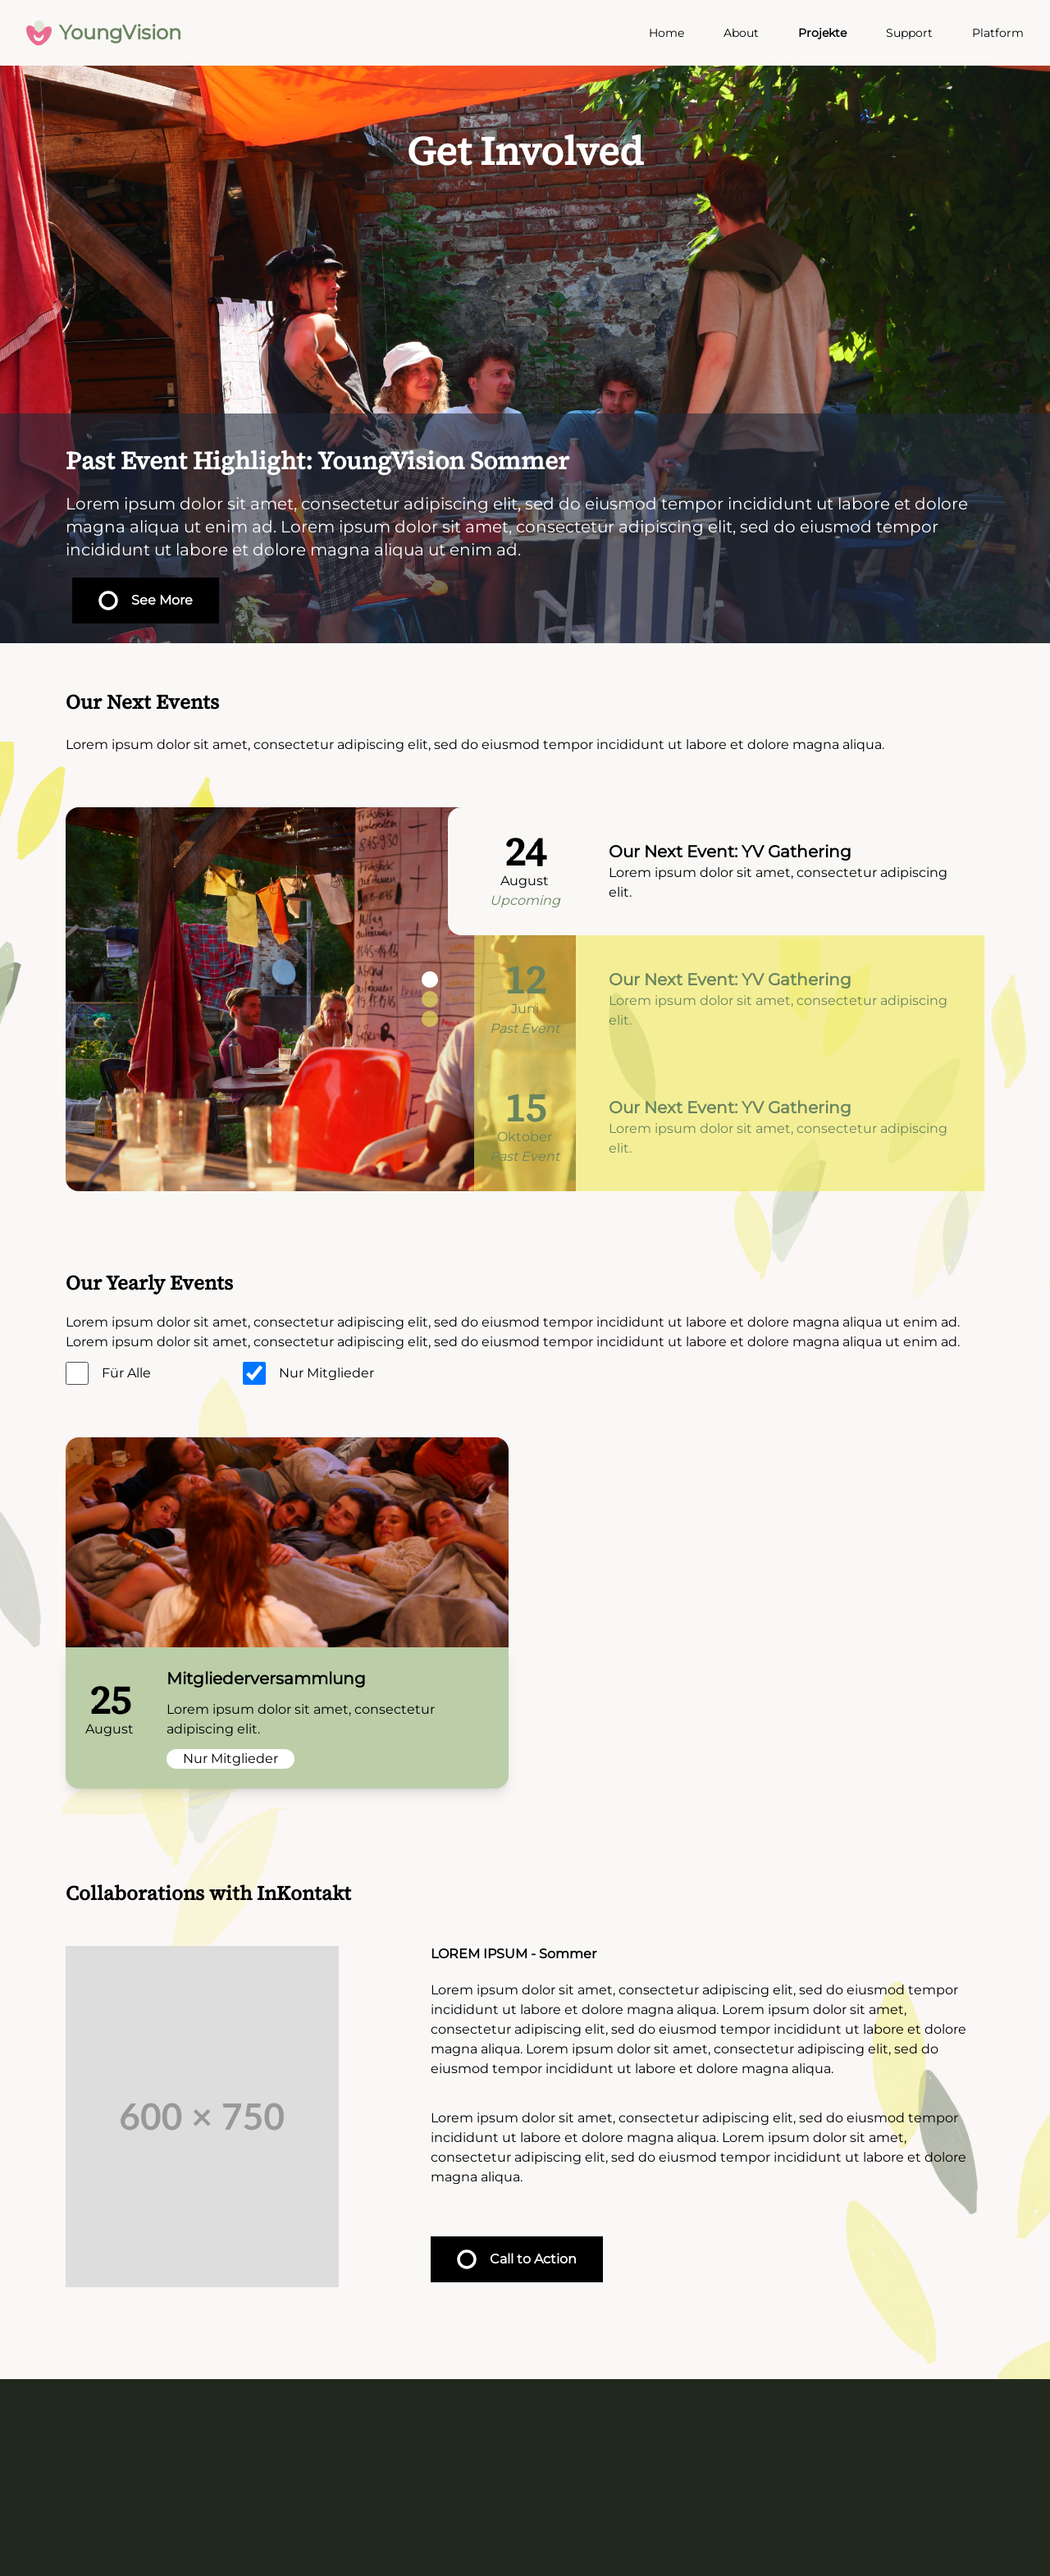 YoungVision
Home
About
Projekte
Support
Platform
Get Involved
Past Event Highlight: YoungVision Sommer
Lorem ipsum dolor sit amet, consectetur adipiscing elit, sed do eiusmod tempor incididunt ut labore et dolore
magna aliqua ut enim ad. Lorem ipsum dolor sit amet, consectetur adipiscing elit, sed do eiusmod tempor
incididunt ut labore et dolore magna aliqua ut enim ad.
See More
Our Next Events
Lorem ipsum dolor sit amet, consectetur adipiscing elit, sed do eiusmod tempor incididunt ut labore et dolore magna aliqua.
24
August
Upcoming
Our Next Event: YV Gathering
Lorem ipsum dolor sit amet, consectetur adipiscing
elit.
12
Juni
Past Event
Our Next Event: YV Gathering
Lorem ipsum dolor sit amet, consectetur adipiscing
elit.
15
Oktober
Past Event
Our Next Event: YV Gathering
Lorem ipsum dolor sit amet, consectetur adipiscing
elit.
Our Yearly Events
Lorem ipsum dolor sit amet, consectetur adipiscing elit, sed do eiusmod tempor incididunt ut labore et dolore magna aliqua ut enim ad.
Lorem ipsum dolor sit amet, consectetur adipiscing elit, sed do eiusmod tempor incididunt ut labore et dolore magna aliqua ut enim ad.
Für Alle
Nur Mitglieder
25
August
Mitgliederversammlung
Lorem ipsum dolor sit amet, consectetur
adipiscing elit.
Nur Mitglieder
Collaborations with InKontakt
600 × 750
LOREM IPSUM - Sommer
Lorem ipsum dolor sit amet, consectetur adipiscing elit, sed do eiusmod tempor
incididunt ut labore et dolore magna aliqua. Lorem ipsum dolor sit amet,
consectetur adipiscing elit, sed do eiusmod tempor incididunt ut labore et dolore
magna aliqua. Lorem ipsum dolor sit amet, consectetur adipiscing elit, sed do
eiusmod tempor incididunt ut labore et dolore magna aliqua.
Lorem ipsum dolor sit amet, consectetur adipiscing elit, sed do eiusmod tempor
incididunt ut labore et dolore magna aliqua. Lorem ipsum dolor sit amet,
consectetur adipiscing elit, sed do eiusmod tempor incididunt ut labore et dolore
magna aliqua.
Call to Action